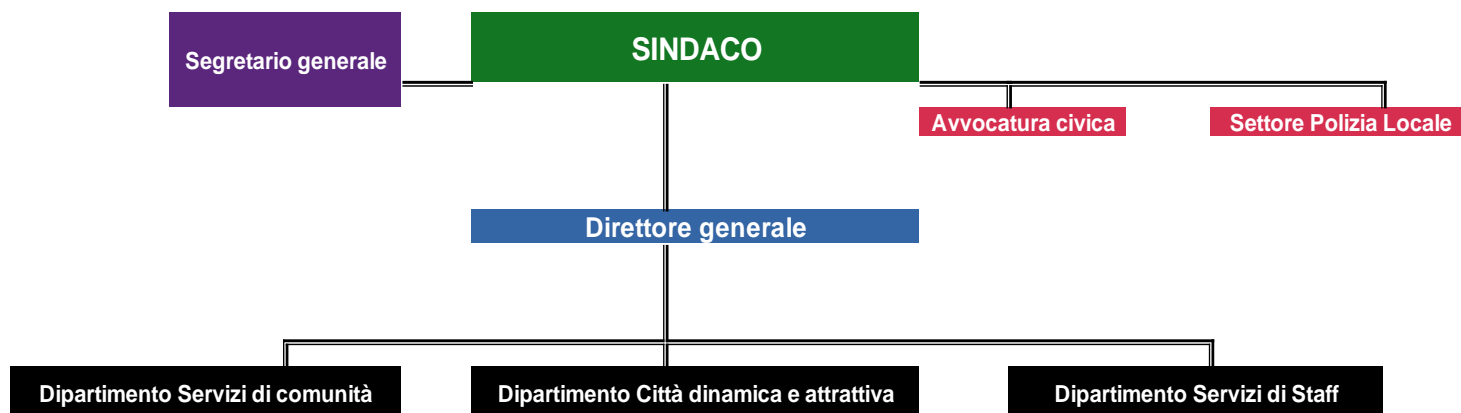 Segretario generale
SINDACO
Avvocatura civica
Settore Polizia Locale
Direttore generale
Dipartimento Servizi di comunità
Dipartimento Città dinamica e attrattiva
Dipartimento Servizi di Staff